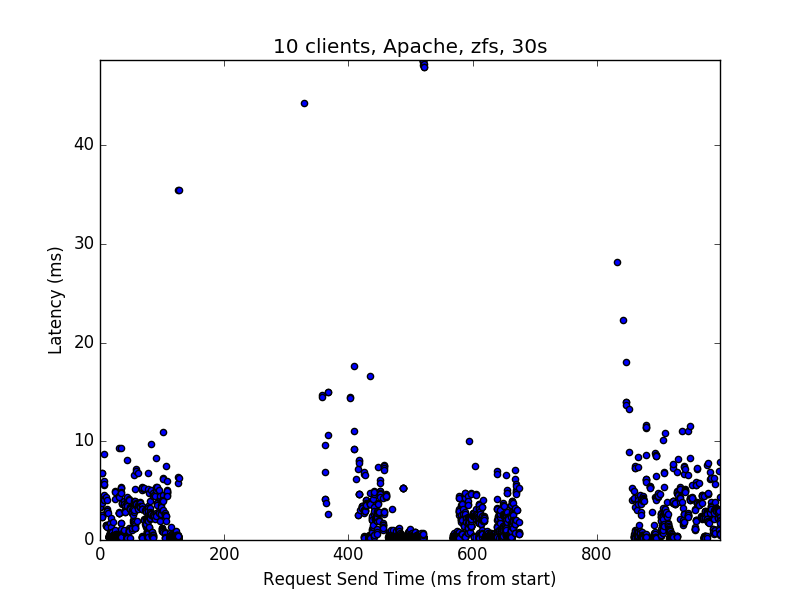 10 clients, Apache, zfs, 30s
Latency (ms)
40
30
20
10
0
0 200 400 600 800
Request Send Time (ms from start)